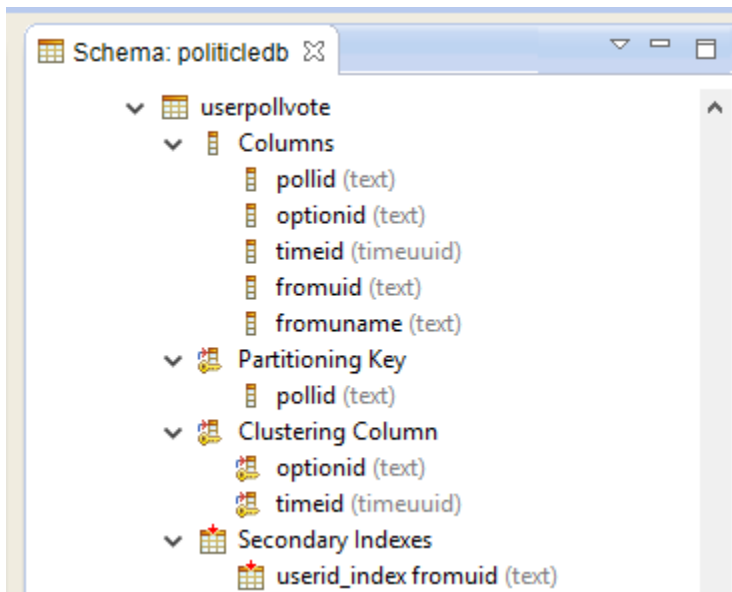 Schema: politicledb
userpollvote
Columns
pollid (text)
optionid (text)
timeid (timeuuid)
fromuid (text)
fromuname (text)
Partitioning Key
pollid (text)
Clustering Column
optionid (text)
timeid (timeuuid)
Secondary Indexes
userid_index fromuid (text)